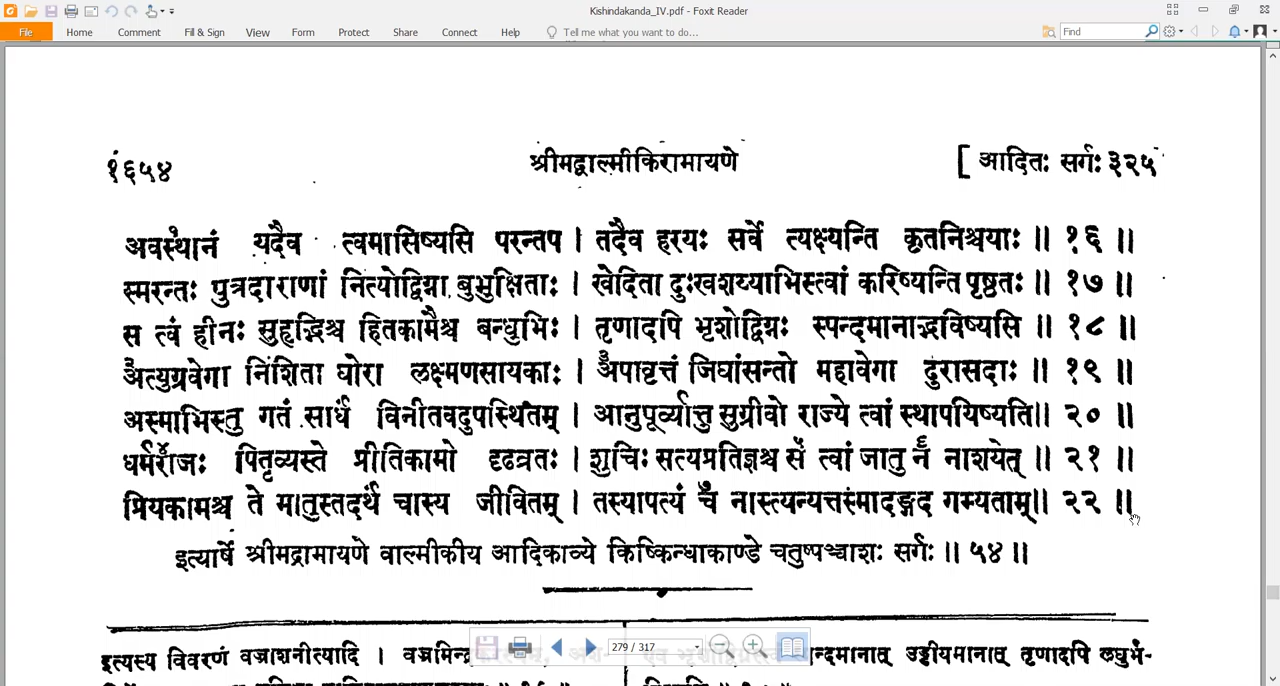 Kishindakanda_IV.pdf - Foxit Reader
File Home Comment Fill & Sign View Form Protect Share Connect Help Tell me what you want to do... Find
१६५४ श्रीमद्वाल्मीकिरामायणे [ आदितः सर्गः ३२५
अवस्थानं यदैव त्वमासिष्यसि परन्तप | तदैव हरयः सर्वे त्यक्ष्यन्ति कृतनिश्चयाः ॥ १६ ॥
स्मरन्तः पुत्रदाराणां नित्योद्विग्ना बुभुक्षिताः | खेदिता दुःखशय्याभिस्त्वां करिष्यन्ति पृष्ठतः ॥ १७ ॥
स त्वं हीनः सुहृद्भिश्च हितकामैश्च बन्धुभिः | तृणादपि भृशोद्विग्नः स्पन्दमानाद्भविष्यसि ॥ १८ ॥
अत्युग्रवेगा निशिता घोरा लक्ष्मणसायकाः | अपावृत्तं जिघांसन्तो महावेगा दुरासदाः ॥ १९ ॥
अस्माभिस्तु गतं सार्धं विनीतवदुपस्थितम् | आनुपूर्व्यात्तु सुग्रीवो राज्ये त्वां स्थापयिष्यति ॥ २० ॥
धर्मराजः पितृव्यस्ते प्रीतिकामो दृढव्रतः | शुचिः सत्यप्रतिज्ञश्च स त्वां जातु न नाशयेत् ॥ २१ ॥
प्रियकामश्च ते मातुस्तदर्थं चास्य जीवितम् | तस्यापत्यं च नास्त्यन्यत्तस्मादङ्गद गम्यताम् ॥ २२ ॥
इत्यार्षे श्रीमद्रामायणे वाल्मीकीय आदिकाव्ये किष्किन्धाकाण्डे चतुष्पञ्चाशः सर्गः ॥ ५४ ॥
279 / 317
इत्यस्य विवरणं वज्राशनीत्यादि | न्दमानात् उड्डीयमानात् तृणादपि लघुर्भ-